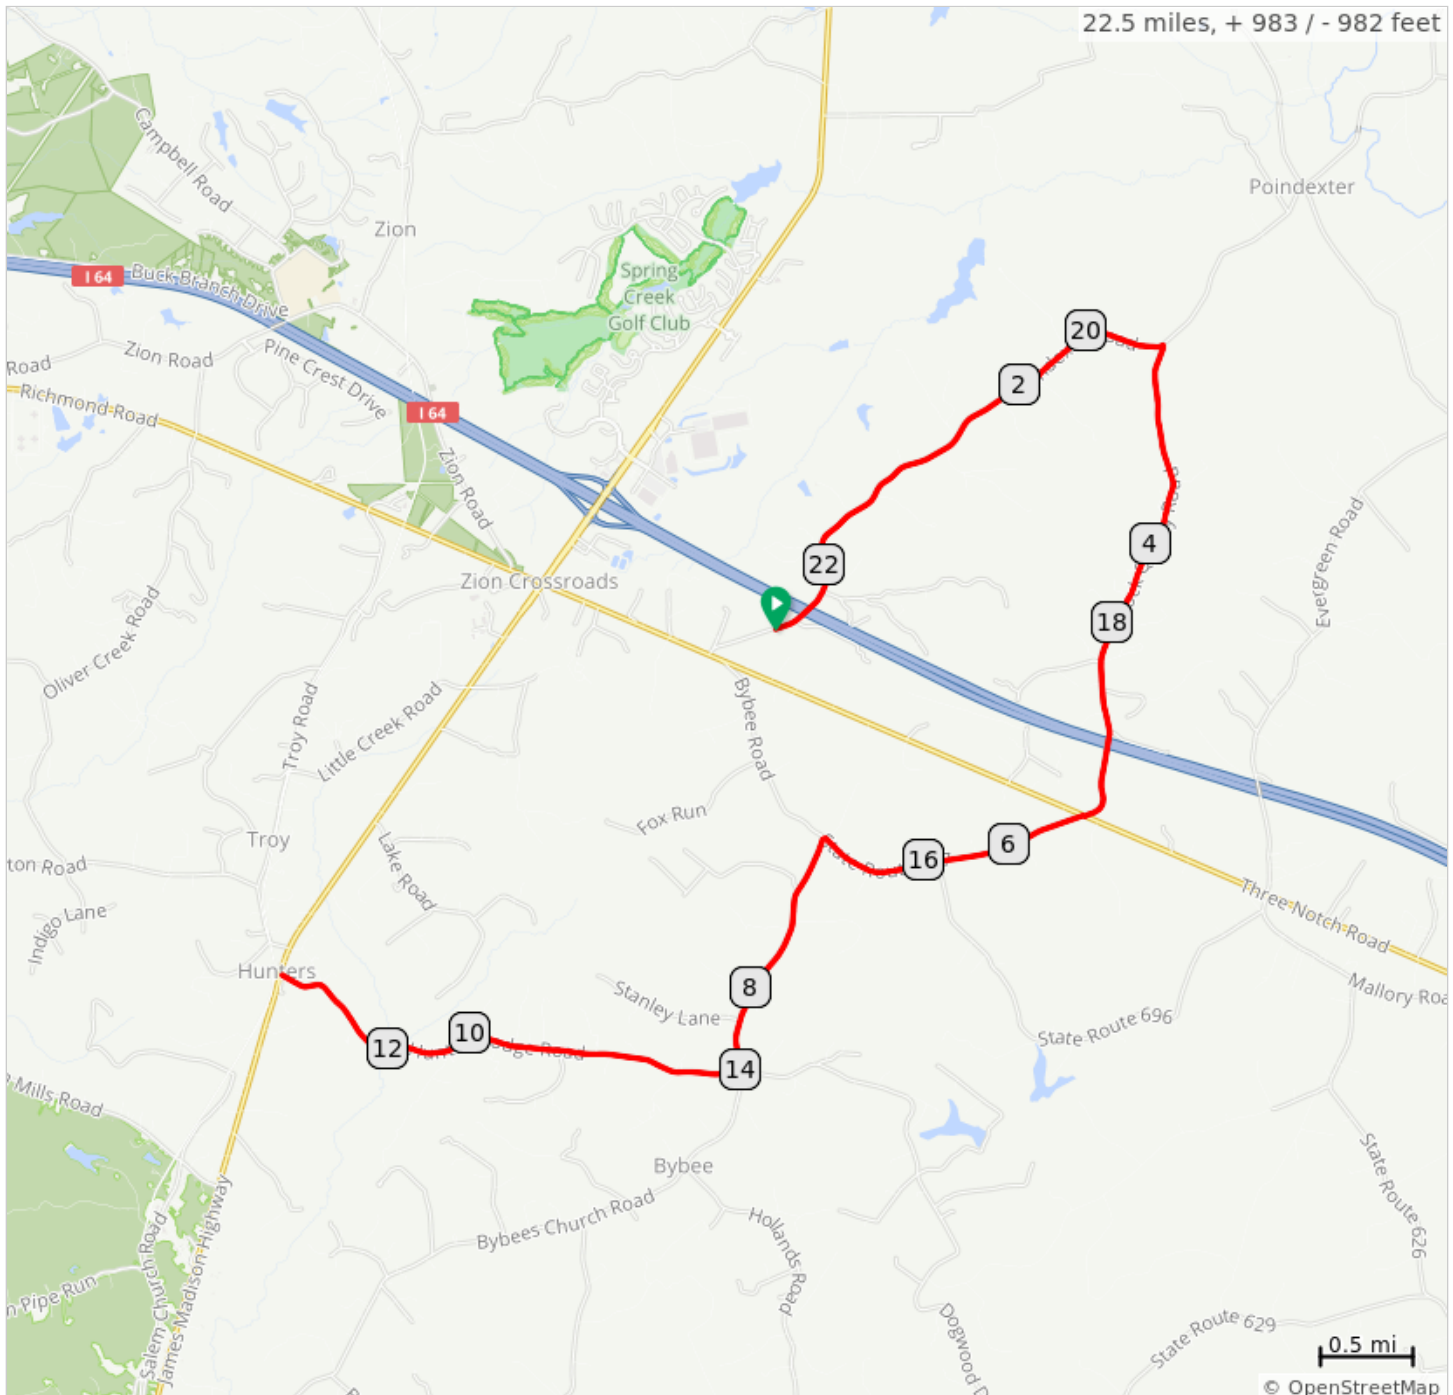 22.5 miles, + 983 / - 982 feet
Campbell Road
Poindexter
Zion
I 64
Buck Branch Drive
Spring
Creek
Golf Club
20
Road
Zion Road
Pine Crest Drive
2
Richmond Road
I 64
Zion Road
4
Evergreen Road
22
Zion Crossroads
18
Oliver Creek Road
Bybee Road
Troy Road
Little Creek Road
Fox Run
Troy
6
16
ton Road
Lake Road
Three Notch Road
Indigo Lane
Hunters
8
Mallory Roa
Stanley Lane
State Route 696
10
12
14
Mills Road
Bybee
State Route 626
Bybees Church Road
Hollands Road
Salem Church Road
James Madison Highway
Pipe Run
Dogwood D
State Route 629
0.5 mi
© OpenStreetMap